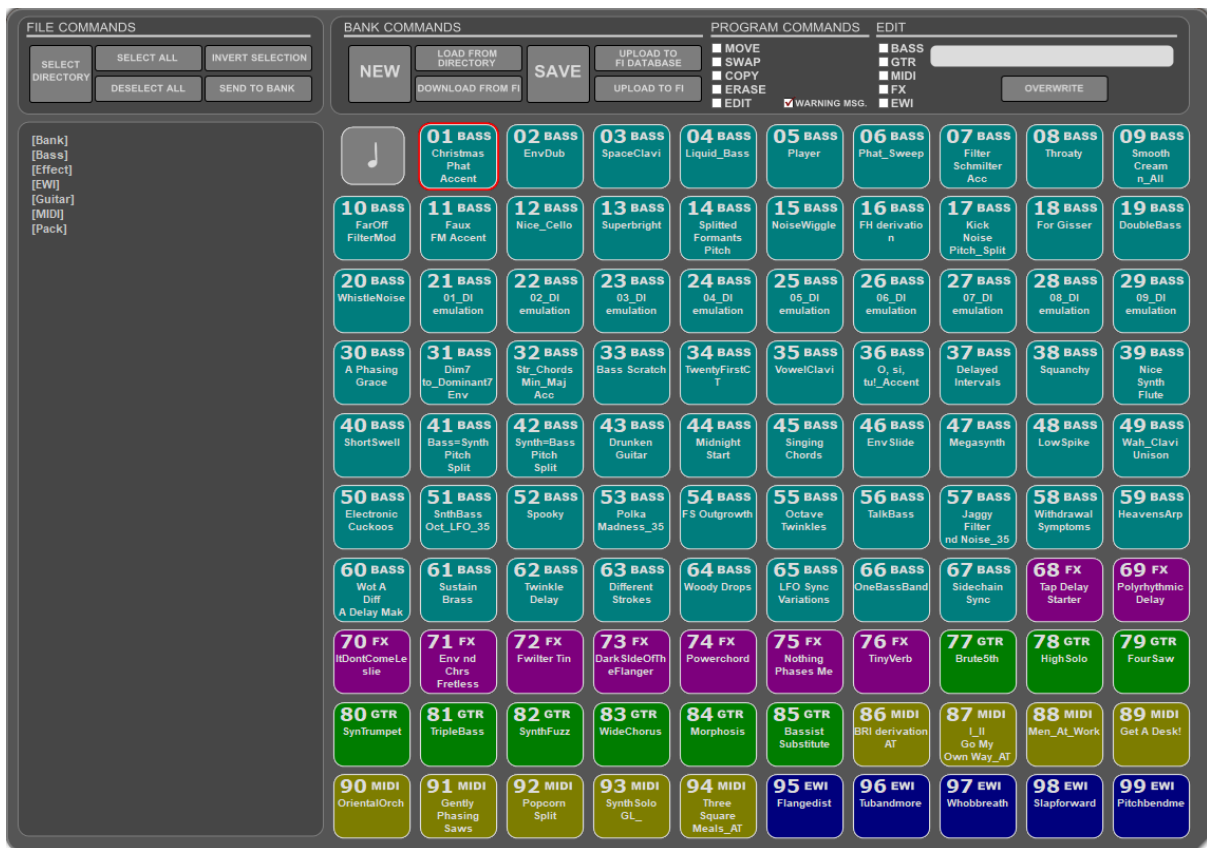 FILE COMMANDS
SELECT DIRECTORY
SELECT ALL
INVERT SELECTION
DESELECT ALL
SEND TO BANK
BANK COMMANDS
NEW
LOAD FROM
DIRECTORY
DOWNLOAD FROM FI
SAVE
UPLOAD TO
FI DATABASE
UPLOAD TO FI
PROGRAM COMMANDS
MOVE
SWAP
COPY
ERASE
EDIT
WARNING MSG.
EDIT
BASS
GTR
MIDI
FX
EWI
OVERWRITE
[Bank]
[Bass]
[Effect]
[EWI]
[Guitar]
[MIDI]
[Pack]
01 BASS
Christmas
Phat
Accent
02 BASS
EnvDub
03 BASS
SpaceClavi
04 BASS
Liquid_Bass
05 BASS
Player
06 BASS
Phat_Sweep
07 BASS
Filter
Schmilter
Acc
08 BASS
Throaty
09 BASS
Smooth
Cream
n_All
10 BASS
FarOff
FilterMod
11 BASS
Faux
FM Accent
12 BASS
Nice_Cello
13 BASS
Superbright
14 BASS
Splitted
Formants
Pitch
15 BASS
NoiseWiggle
16 BASS
FH derivatio
n
17 BASS
Kick
Noise
Pitch_Split
18 BASS
For Gisser
19 BASS
DoubleBass
20 BASS
WhistleNoise
21 BASS
01_DI
emulation
22 BASS
02_DI
emulation
23 BASS
03_DI
emulation
24 BASS
04_DI
emulation
25 BASS
05_DI
emulation
26 BASS
06_DI
emulation
27 BASS
07_DI
emulation
28 BASS
08_DI
emulation
29 BASS
09_DI
emulation
30 BASS
A Phasing
Grace
31 BASS
Dim7
to_Dominant7
Env
32 BASS
Str_Chords
Min_Maj
Acc
33 BASS
Bass Scratch
34 BASS
TwentyFirstC
T
35 BASS
VowelClavi
36 BASS
O, si,
tu!_Accent
37 BASS
Delayed
Intervals
38 BASS
Squanchy
39 BASS
Nice
Synth
Flute
40 BASS
ShortSwell
41 BASS
Bass=Synth
Pitch
Split
42 BASS
Synth=Bass
Pitch
Split
43 BASS
Drunken
Guitar
44 BASS
Midnight
Start
45 BASS
Singing
Chords
46 BASS
EnvSlide
47 BASS
Megasynth
48 BASS
LowSpike
49 BASS
Wah_Clavi
Unison
50 BASS
Electronic
Cuckoos
51 BASS
SnthBass
Oct_LFO_35
52 BASS
Spooky
53 BASS
Polka
Madness_35
54 BASS
FS Outgrowth
55 BASS
Octave
Twinkles
56 BASS
TalkBass
57 BASS
Jaggy
Filter
nd Noise_35
58 BASS
Withdrawal
Symptoms
59 BASS
HeavensArp
60 BASS
Wot A
Diff
A Delay Mak
61 BASS
Sustain
Brass
62 BASS
Twinkle
Delay
63 BASS
Different
Strokes
64 BASS
Woody Drops
65 BASS
LFO Sync
Variations
66 BASS
OneBassBand
67 BASS
Sidechain
Sync
68 FX
Tap Delay
Starter
69 FX
Polyrhythmic
Delay
70 FX
ItDontComeLe
slie
71 FX
Env nd
Chrs
Fretless
72 FX
Fwilter Tin
73 FX
DarkSIdeOfTh
eFlanger
74 FX
Powerchord
75 FX
Nothing
Phases Me
76 FX
TinyVerb
77 GTR
Brute5th
78 GTR
HighSolo
79 GTR
FourSaw
80 GTR
SynTrumpet
81 GTR
TripleBass
82 GTR
SynthFuzz
83 GTR
WideChorus
84 GTR
Morphosis
85 GTR
Bassist
Substitute
86 MIDI
BRI derivation
AT
87 MIDI
I_II
Go My
Own Way_AT
88 MIDI
Men_At_Work
89 MIDI
Get A Desk!
90 MIDI
OrientalOrch
91 MIDI
Gently
Phasing
Saws
92 MIDI
Popcorn
Split
93 MIDI
SynthSolo
GL_
94 MIDI
Three
Square
Meals_AT
95 EWI
Flangedist
96 EWI
Tubandmore
97 EWI
Whobbreath
98 EWI
Slapforward
99 EWI
Pitchbendme